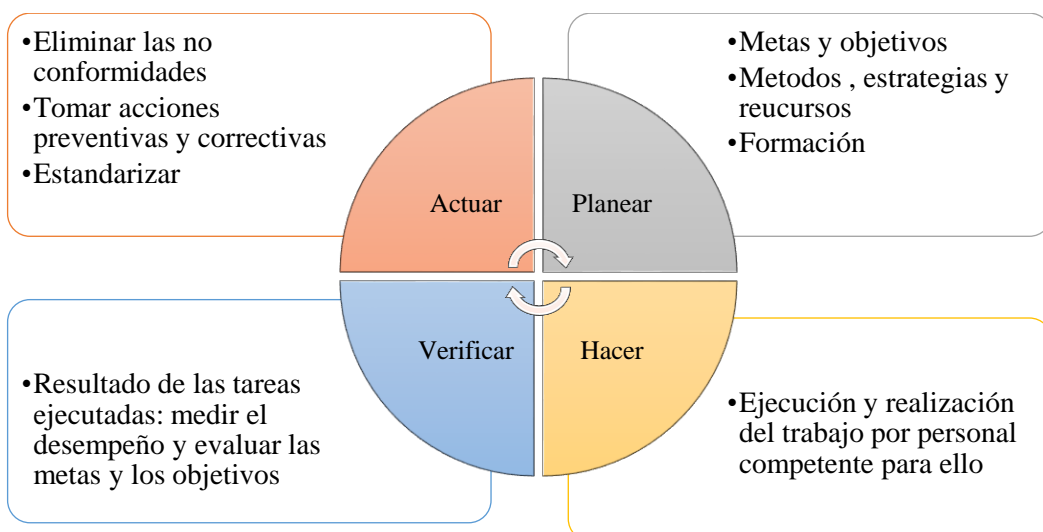 •Eliminar las no
conformidades
•Tomar acciones
preventivas y correctivas
•Estandarizar
•Metas y objetivos
•Metodos , estrategias y
reucursos
•Formación
Actuar
Planear
Verificar
Hacer
•Resultado de las tareas
ejecutadas: medir el
desempeño y evaluar las
metas y los objetivos
•Ejecución y realización
del trabajo por personal
competente para ello